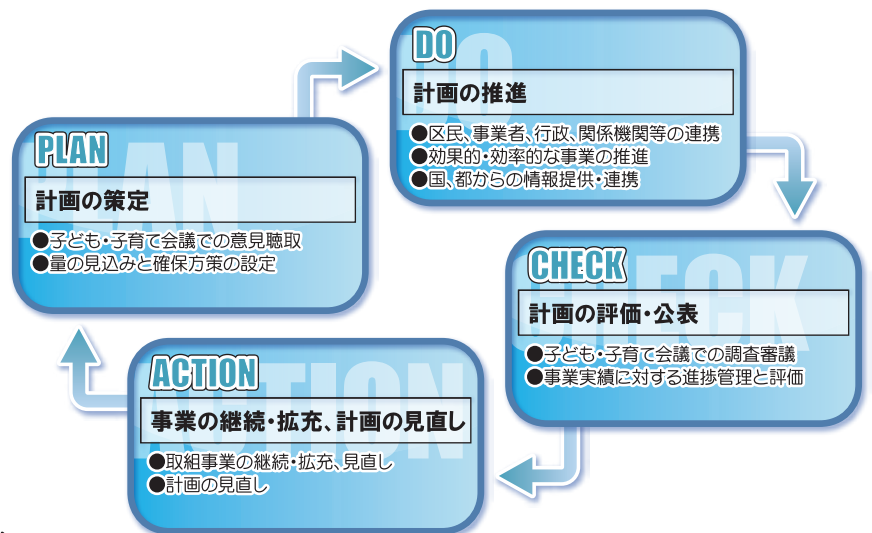 PLAN
計画の策定
●子ども・子育て会議での意見聴取
●量の見込みと確保方策の設定
DO
計画の推進
●区民、事業者、行政、関係機関等の連携
●効果的・効率的な事業の推進
●国、都からの情報提供・連携
CHECK
計画の評価・公表
●子ども・子育て会議での調査審議
●事業実績に対する進捗管理と評価
ACTION
事業の継続・拡充、計画の見直し
●取組事業の継続・拡充、見直し
●計画の見直し